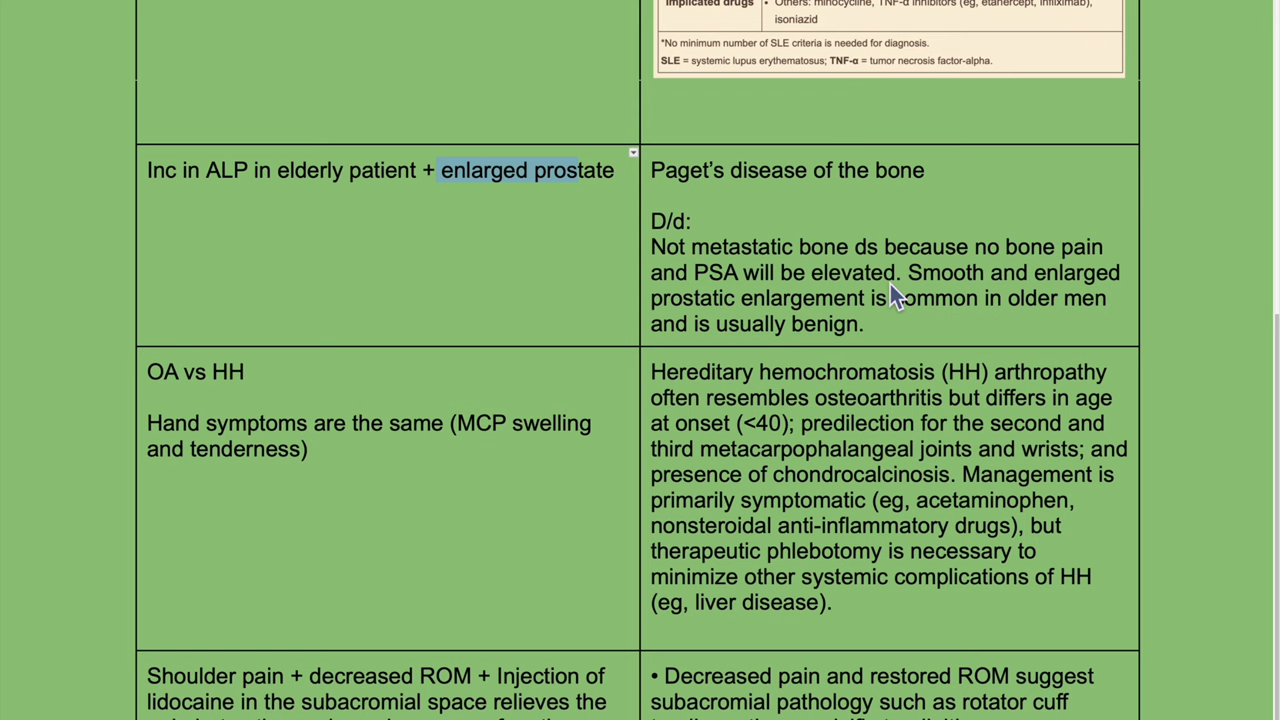 Implicated drugs
• Others: minocycline, TNF-α inhibitors (eg, etanercept, infliximab),
isoniazid
*No minimum number of SLE criteria is needed for diagnosis.
SLE = systemic lupus erythematosus; TNF-α = tumor necrosis factor-alpha.
Inc in ALP in elderly patient + enlarged prostate
Paget’s disease of the bone
D/d:
Not metastatic bone ds because no bone pain
and PSA will be elevated. Smooth and enlarged
prostatic enlargement is common in older men
and is usually benign.
OA vs HH
Hand symptoms are the same (MCP swelling
and tenderness)
Hereditary hemochromatosis (HH) arthropathy
often resembles osteoarthritis but differs in age
at onset (<40); predilection for the second and
third metacarpophalangeal joints and wrists; and
presence of chondrocalcinosis. Management is
primarily symptomatic (eg, acetaminophen,
nonsteroidal anti-inflammatory drugs), but
therapeutic phlebotomy is necessary to
minimize other systemic complications of HH
(eg, liver disease).
Shoulder pain + decreased ROM + Injection of
lidocaine in the subacromial space relieves the
• Decreased pain and restored ROM suggest
subacromial pathology such as rotator cuff